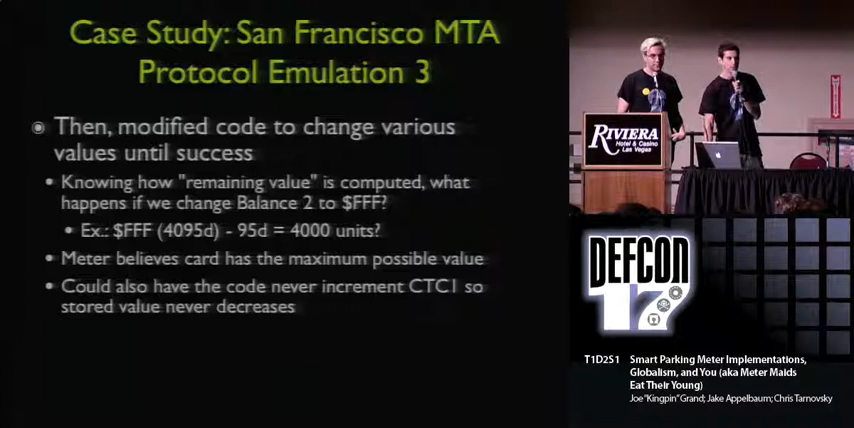 Case Study: San Francisco MTA
Protocol Emulation 3
Then, modified code to change various
values until success
Knowing how "remaining value" is computed, what
happens if we change Balance 2 to $FFF?
Ex.: $FFF (4095d) - 95d = 4000 units?
Meter believes card has the maximum possible value
Could also have the code never increment CTC1 so
stored value never decreases
RIVIERA
Hotel & Casino
Las Vegas
DEFCON
17
T1D2S1 Smart Parking Meter Implementations,
Globalism, and You (aka Meter Maids
Eat Their Young)
Joe "Kingpin" Grand; Jake Appelbaum; Chris Tarnovsky